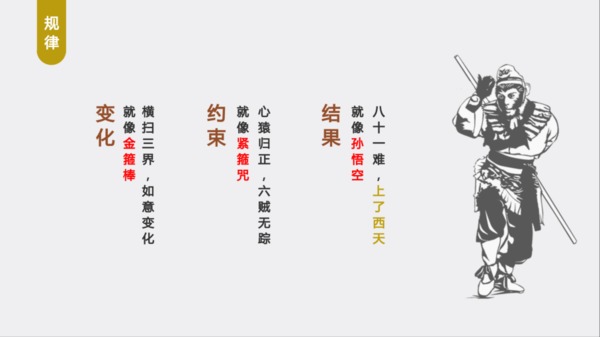 规律
变化
就像金箍棒
横扫三界，如意变化
约束
就像紧箍咒
心猿归正，六贼无踪
结果
就像孙悟空
八十一难，上了西天